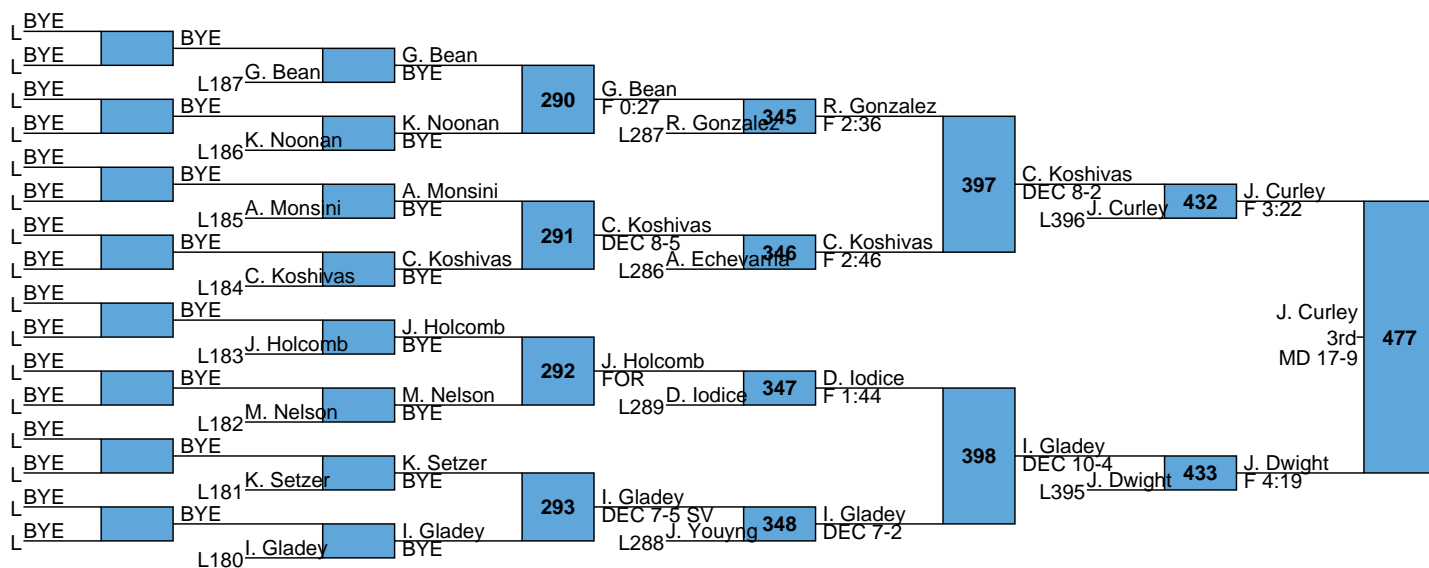 BYE
L
BYE
L
BYE
L
BYE
L
BYE
L
BYE
L
BYE
L
BYE
L
BYE
L
BYE
L
BYE
L
BYE
L
BYE
L
BYE
L
BYE
L
BYE
L
BYE
L187
G. Bean
BYE
L186
K. Noonan
BYE
L185
A. Monsini
BYE
L184
C. Koshivas
BYE
L183
J. Holcomb
BYE
L182
M. Nelson
BYE
L181
K. Setzer
BYE
L180
I. Gladey
G. Bean
BYE
290
K. Noonan
BYE
A. Monsini
BYE
291
C. Koshivas
BYE
J. Holcomb
BYE
292
M. Nelson
BYE
K. Setzer
BYE
293
I. Gladey
BYE
G. Bean
F 0:27
345
L287
R. Gonzalez
C. Koshivas
DEC 8-5
346
L286
A. Echevarria
J. Holcomb
FOR
347
L289
D. Iodice
I. Gladey
DEC 7-5 SV
348
L288
J. Youyng
R. Gonzalez
F 2:36
397
C. Koshivas
F 2:46
D. Iodice
F 1:44
398
I. Gladey
DEC 7-2
C. Koshivas
DEC 8-2
432
L396
J. Curley
I. Gladey
DEC 10-4
433
L395
J. Dwight
J. Curley
F 3:22
477
J. Dwight
F 4:19
J. Curley
3rd
MD 17-9